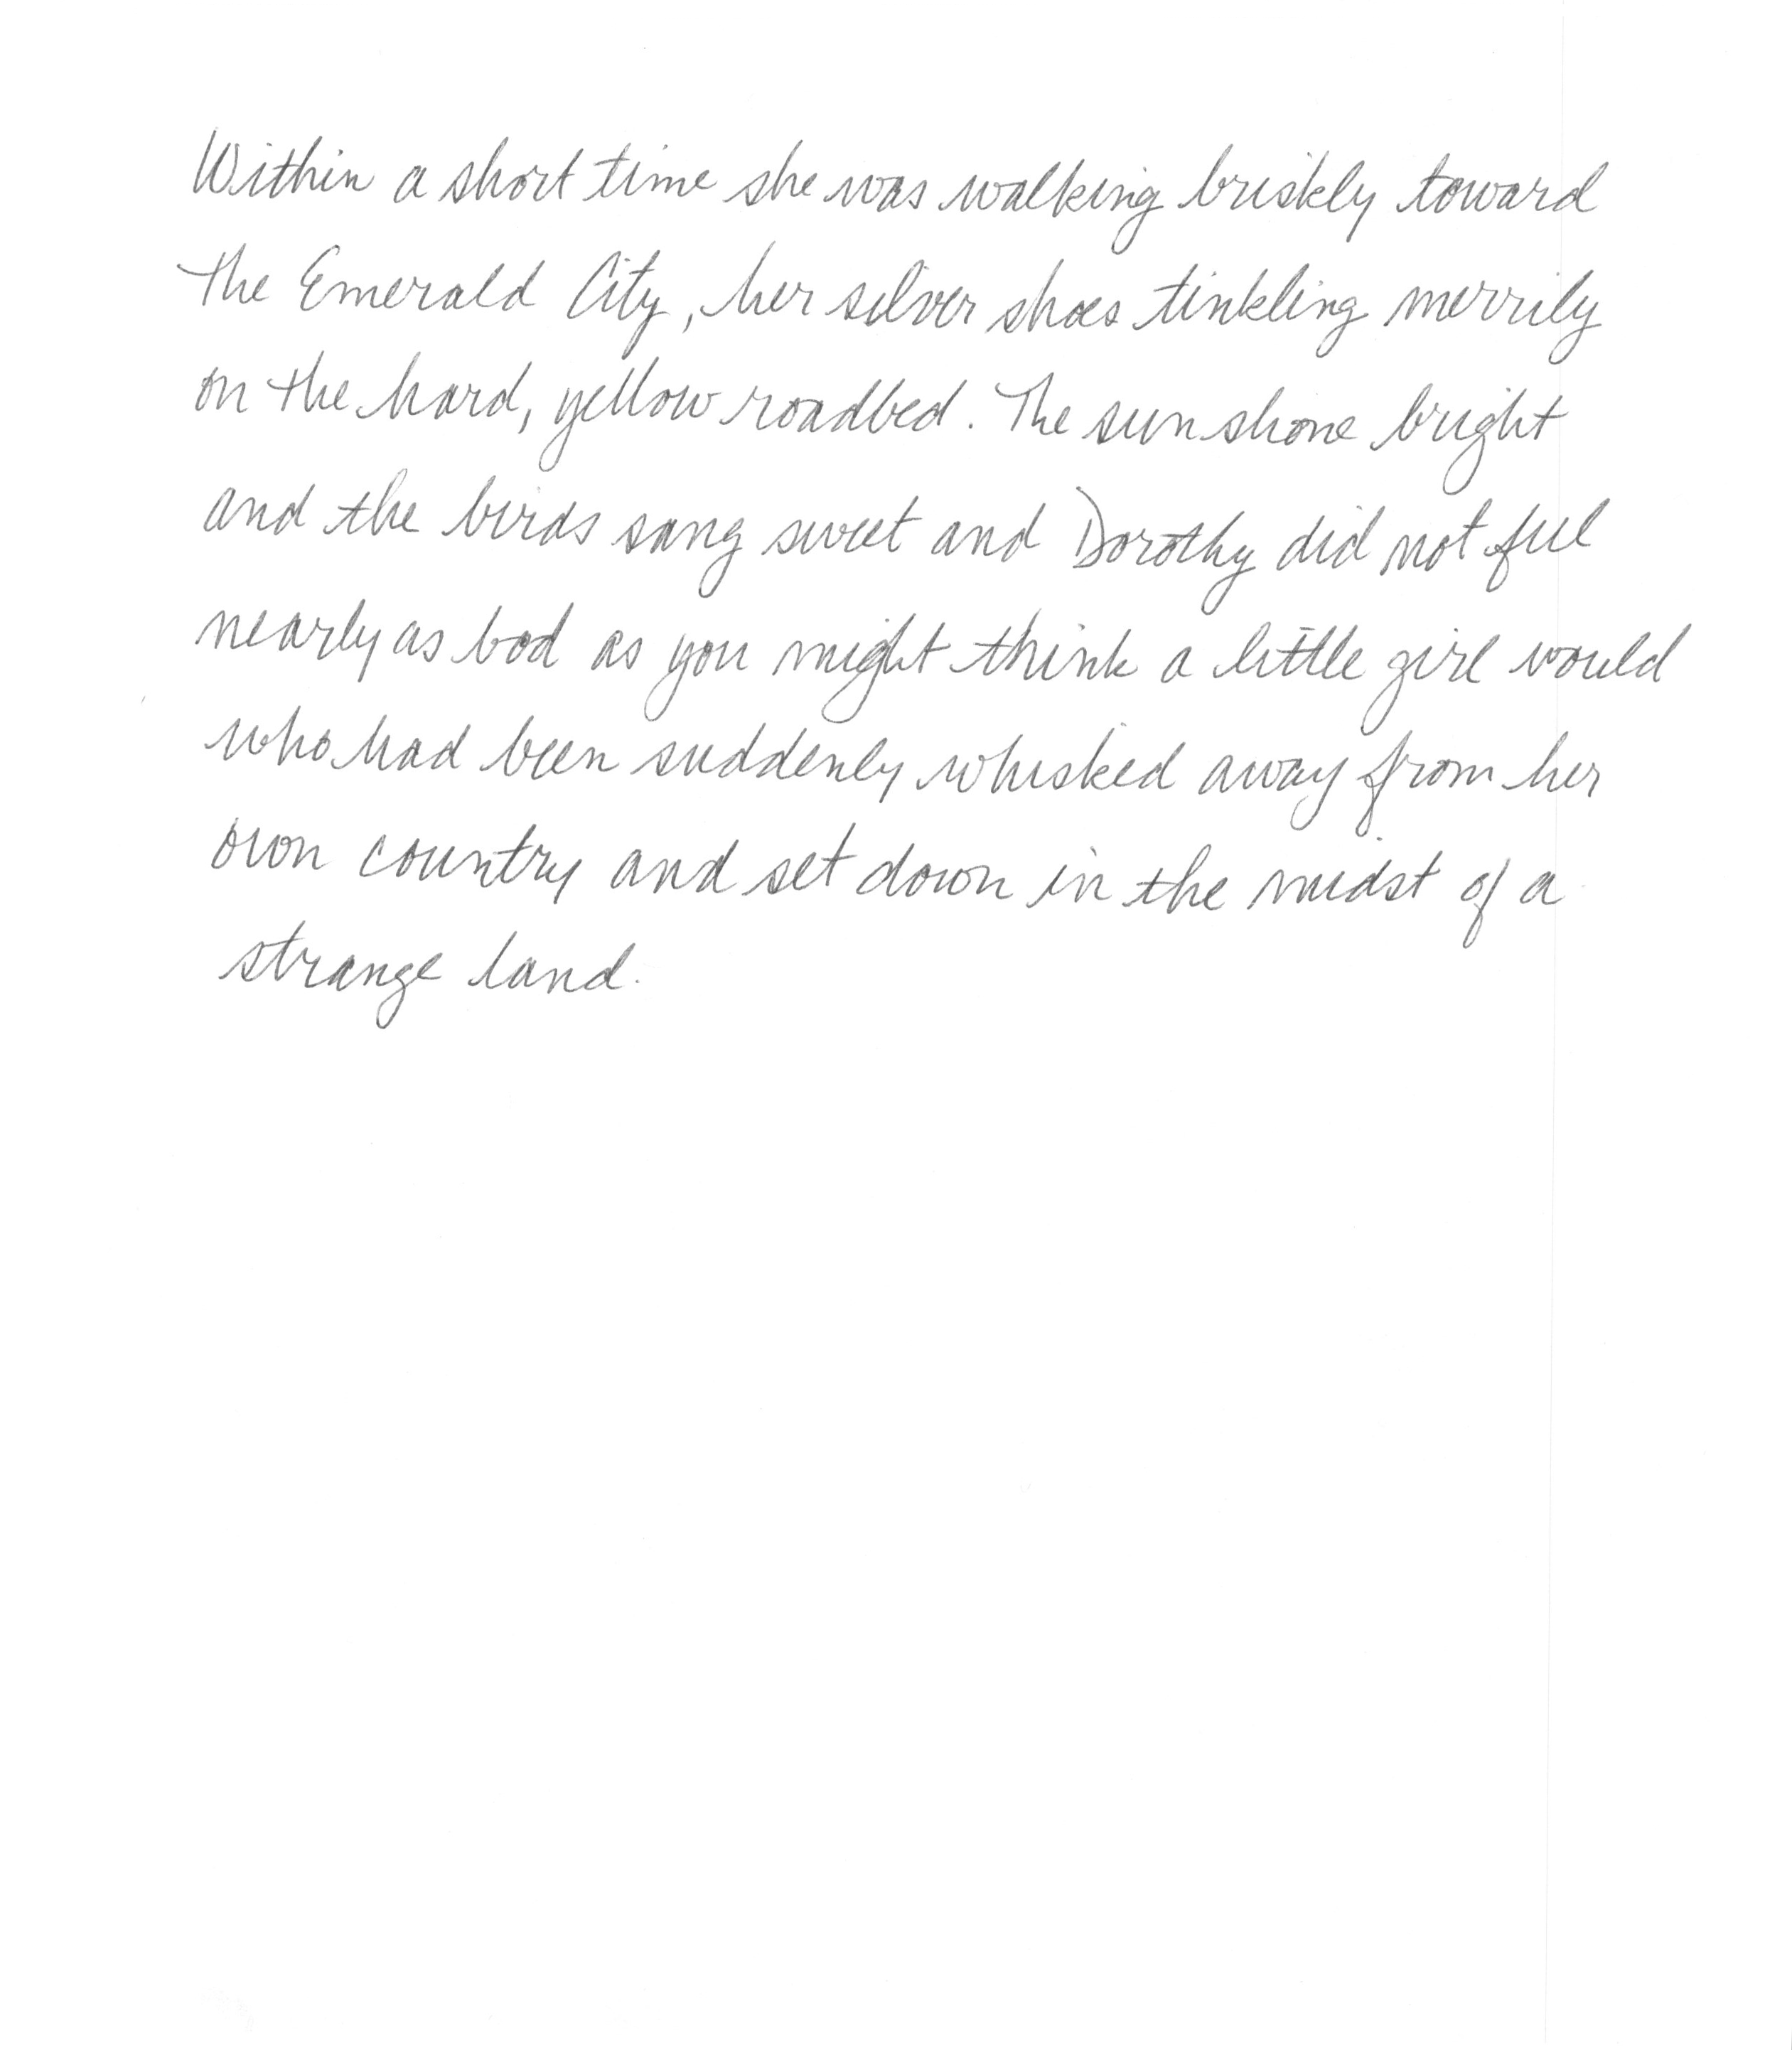 Within a short time she was walking briskly toward
the Emerald City, her silver shoes tinkling merrily
on the hard, yellow roadbed. The sun shone bright
and the birds sang sweet and Dorothy did not feel
nearly as bad as you might think a little girl would
who had been suddenly whisked away from her
own country and set down in the midst of a
strange land.